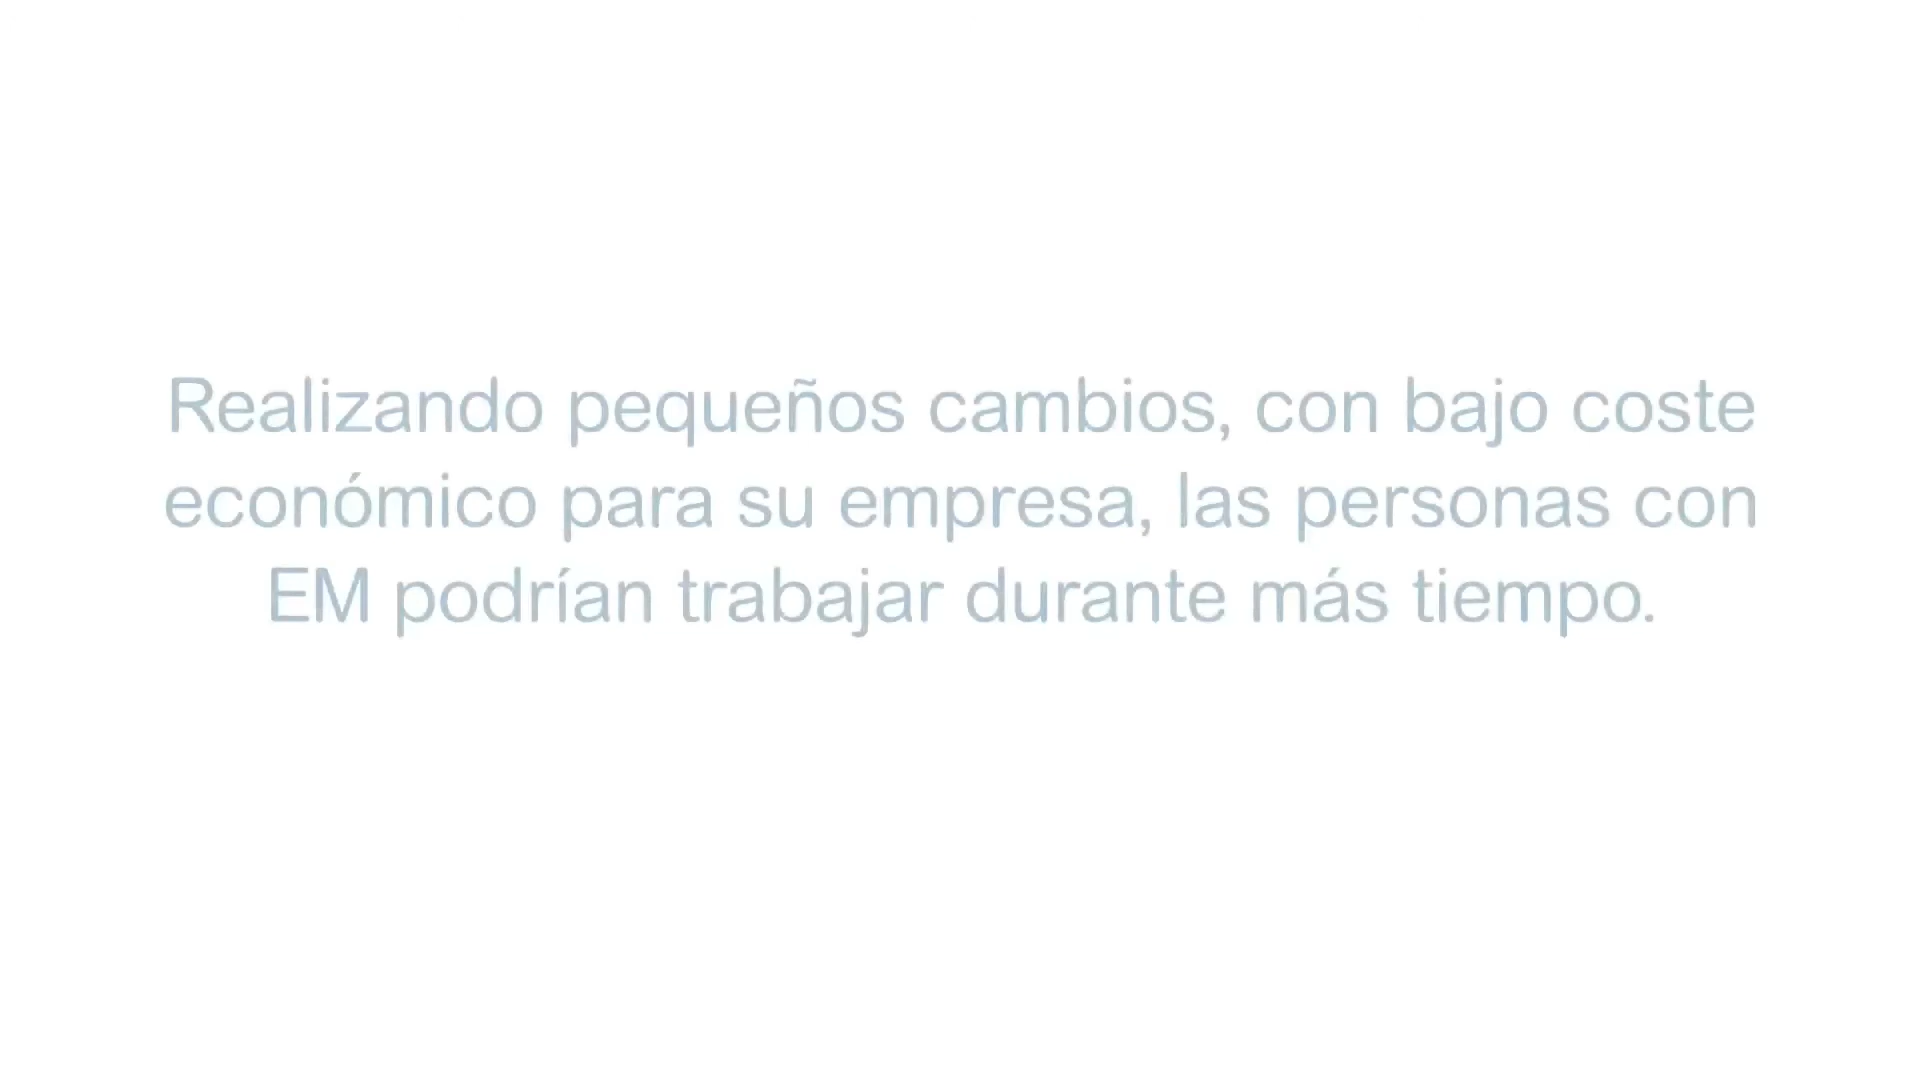 Realizando pequeños cambios, con bajo coste
económico para su empresa, las personas con
EM podrían trabajar durante más tiempo.